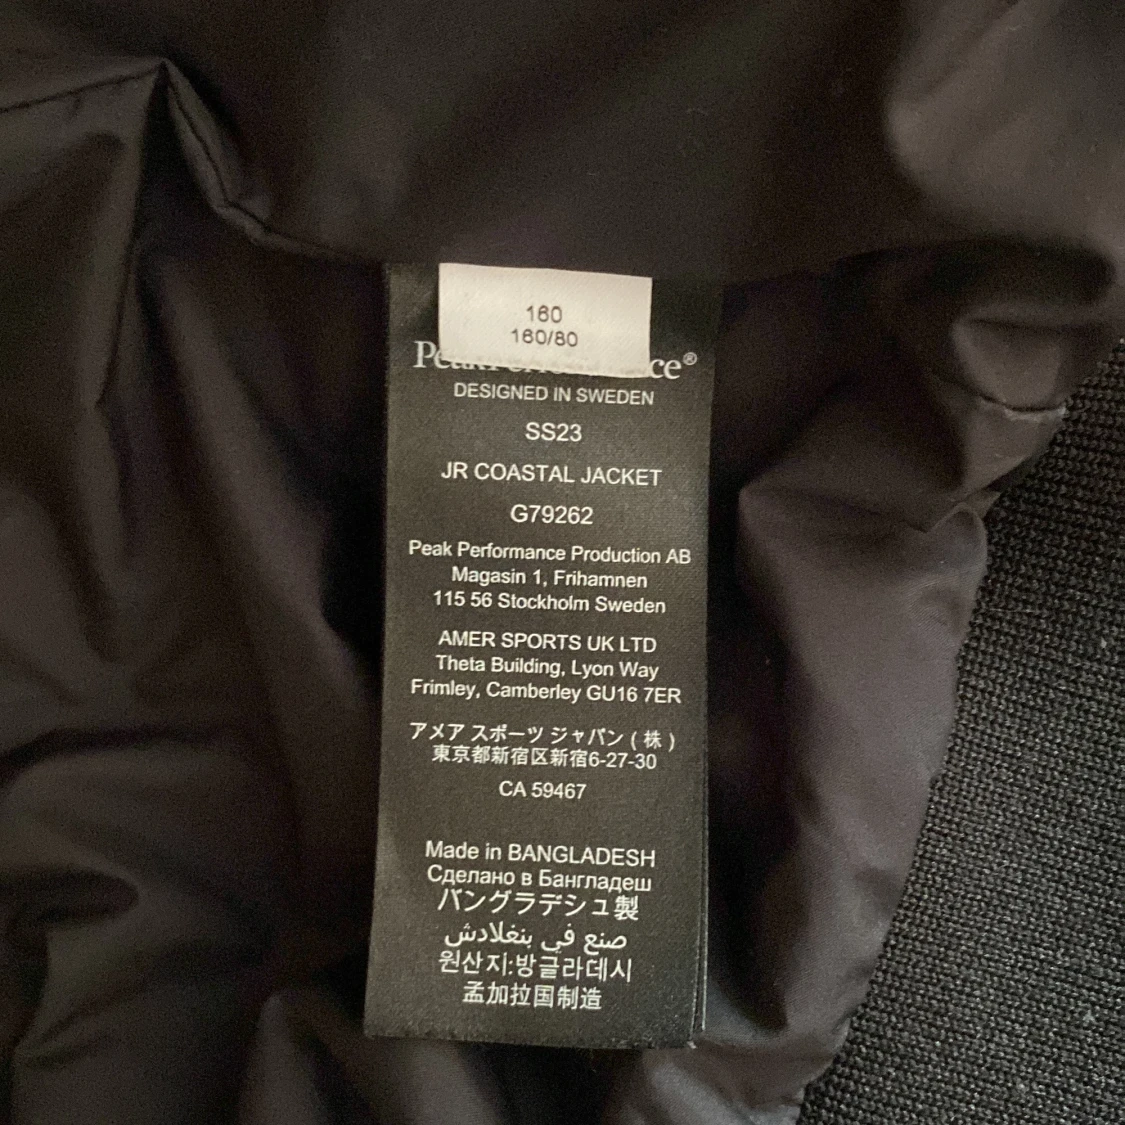 160
160/80
PeakPerformance®
DESIGNED IN SWEDEN
SS23
JR COASTAL JACKET
G79262
Peak Performance Production AB
Magasin 1, Frihamnen
115 56 Stockholm Sweden
AMER SPORTS UK LTD
Theta Building, Lyon Way
Frimley, Camberley GU16 7ER
アメア スポーツ ジャパン ( 株 )
東京都新宿区新宿6-27-30
CA 59467
Made in BANGLADESH
Сделано в Бангладеш
バングラデシュ製
صنع في بنغلادش
원산지:방글라데시
孟加拉国制造